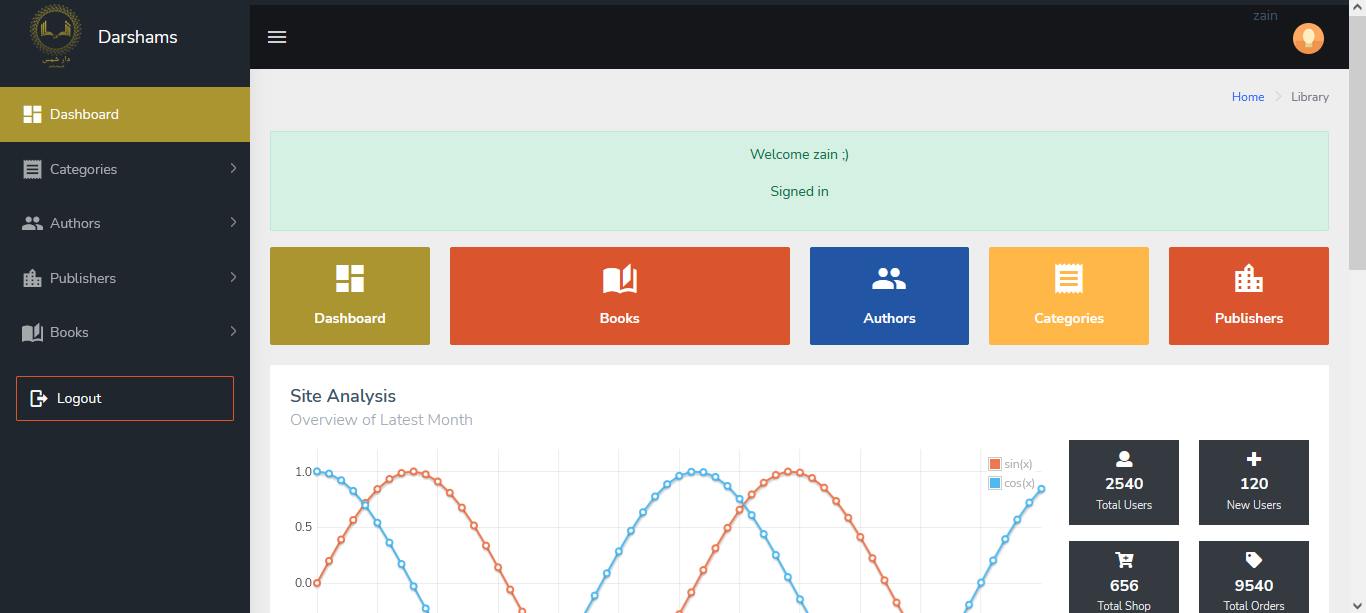 دار شمس
Darshams
zain
Dashboard
Categories
Authors
Publishers
Books
Logout
Home
Library
Welcome zain ;)
Signed in
Dashboard
Books
Authors
Categories
Publishers
Site Analysis
Overview of Latest Month
1.0
0.5
0.0
sin(x)
cos(x)
2540
Total Users
120
New Users
656
Total Shop
9540
Total Orders